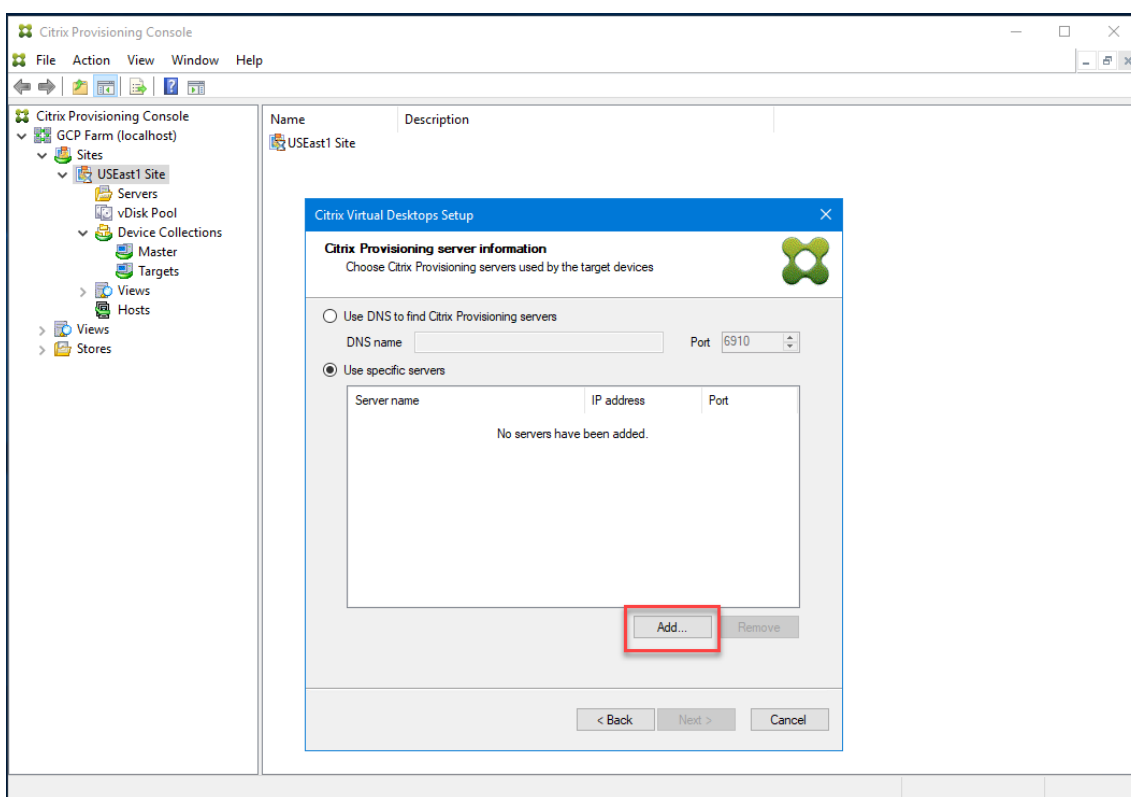 Citrix Provisioning Console
File Action View Window Help
Citrix Provisioning Console
GCP Farm (localhost)
Sites
USEast1 Site
Servers
vDisk Pool
Device Collections
Master
Targets
Views
Hosts
Views
Stores
Name Description
USEast1 Site
Citrix Virtual Desktops Setup
Citrix Provisioning server information
Choose Citrix Provisioning servers used by the target devices
Use DNS to find Citrix Provisioning servers
DNS name Port 6910
Use specific servers
Server name IP address Port
No servers have been added.
Add... Remove
< Back Next > Cancel